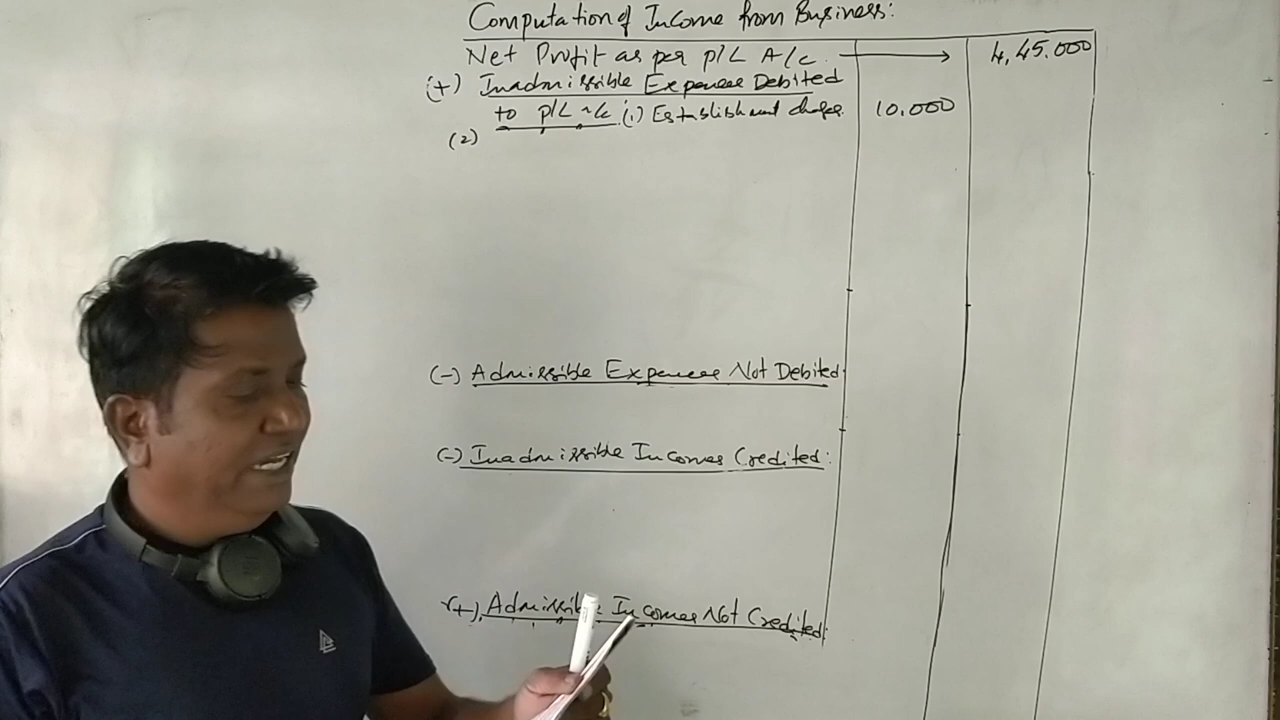 Computation of Income from Business:
Net Profit as per P/L A/c. 4,45,000
(+) Inadmissible Expenses Debited
to P/L A/c (1) Establishment charges 10,000
(2)
(-) Admissible Expenses Not Debited
(-) Inadmissible Incomes Credited:
(+) Admissible Incomes Not Credited